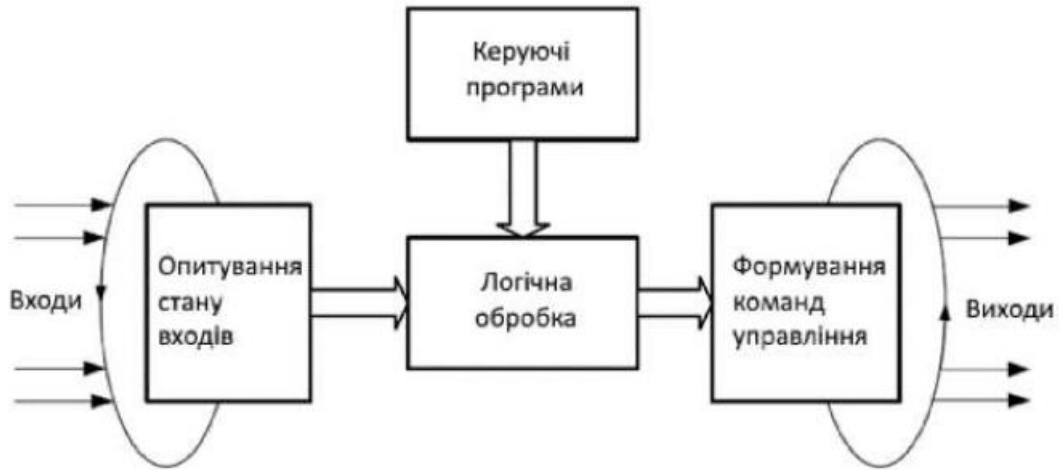 Керуючі
програми
Входи
Опитування
стану
входів
Логічна
обробка
Формування
команд
управління
Виходи